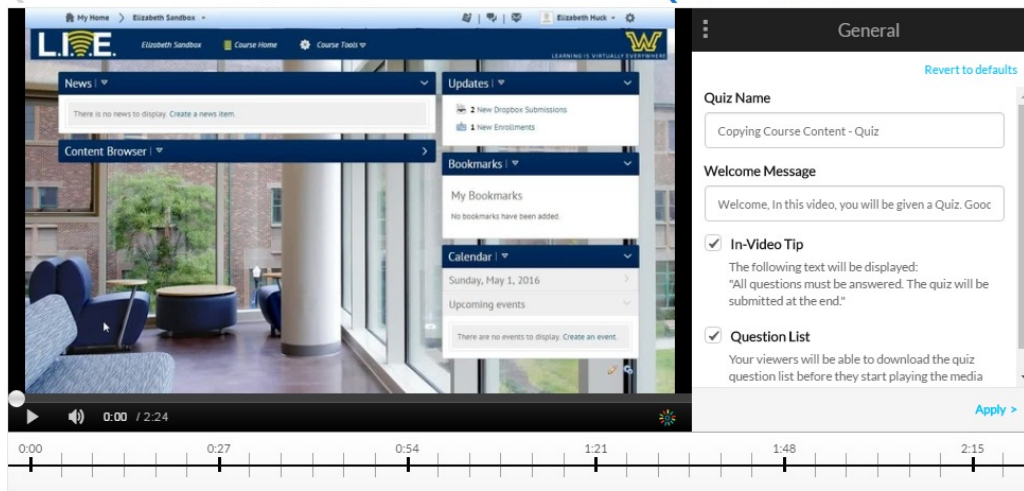 My Home
Elizabeth Sandbox
Elizabeth Huck
L.I.V.E.
Elizabeth Sandbox
Course Home
Course Tools
W
LEARNING IS VIRTUALLY EVERYWHERE
News
There is no news to display. Create a news item.
Content Browser
Updates
2 New Dropbox Submissions
1 New Enrollments
Bookmarks
My Bookmarks
No bookmarks have been added.
Calendar
Sunday, May 1, 2016
Upcoming events
There are no events to display. Create an event.
0:00 / 2:24
General
Revert to defaults
Quiz Name
Copying Course Content - Quiz
Welcome Message
Welcome, In this video, you will be given a Quiz. Gooc
In-Video Tip
The following text will be displayed:
"All questions must be answered. The quiz will be
submitted at the end."
Question List
Your viewers will be able to download the quiz
question list before they start playing the media
Apply >
0:00 0:27 0:54 1:21 1:48 2:15